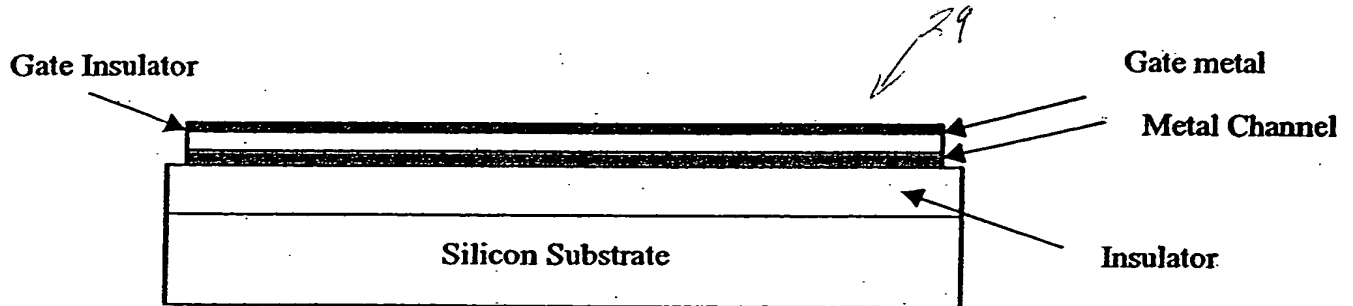 29
Gate Insulator
Gate metal
Metal Channel
Silicon Substrate
Insulator